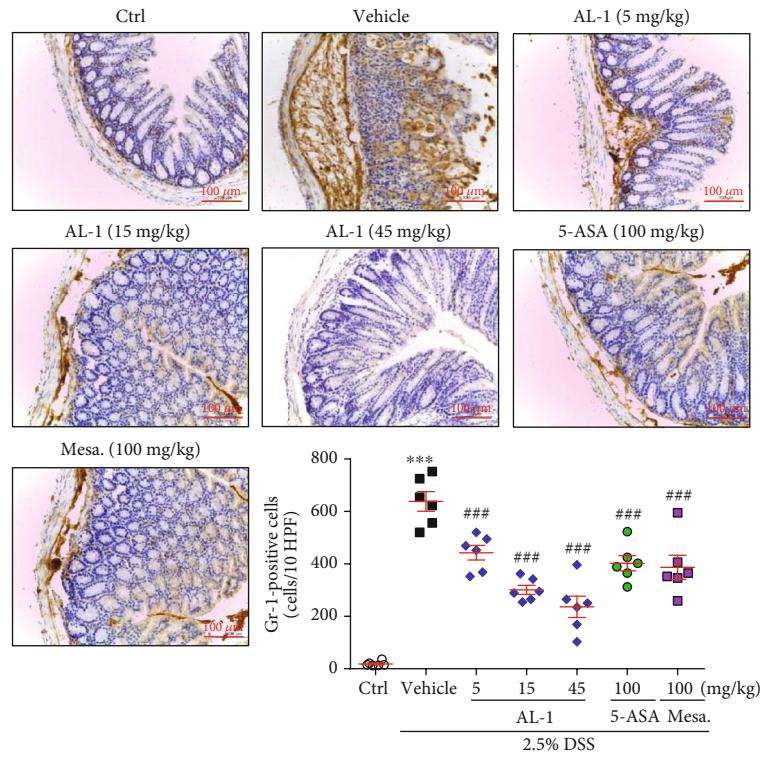 Ctrl Vehicle AL-1 (5 mg/kg)
100 μm 100 μm 100 μm
AL-1 (15 mg/kg) AL-1 (45 mg/kg) 5-ASA (100 mg/kg)
100 μm 100 μm 100 μm
Mesa. (100 mg/kg)
100 μm
Gr-1-positive cells
(cells/10 HPF)
800
600
400
200
0
***
###
###
###
###
###
Ctrl Vehicle 5 15 45 100 100 (mg/kg)
AL-1 5-ASA Mesa.
2.5% DSS